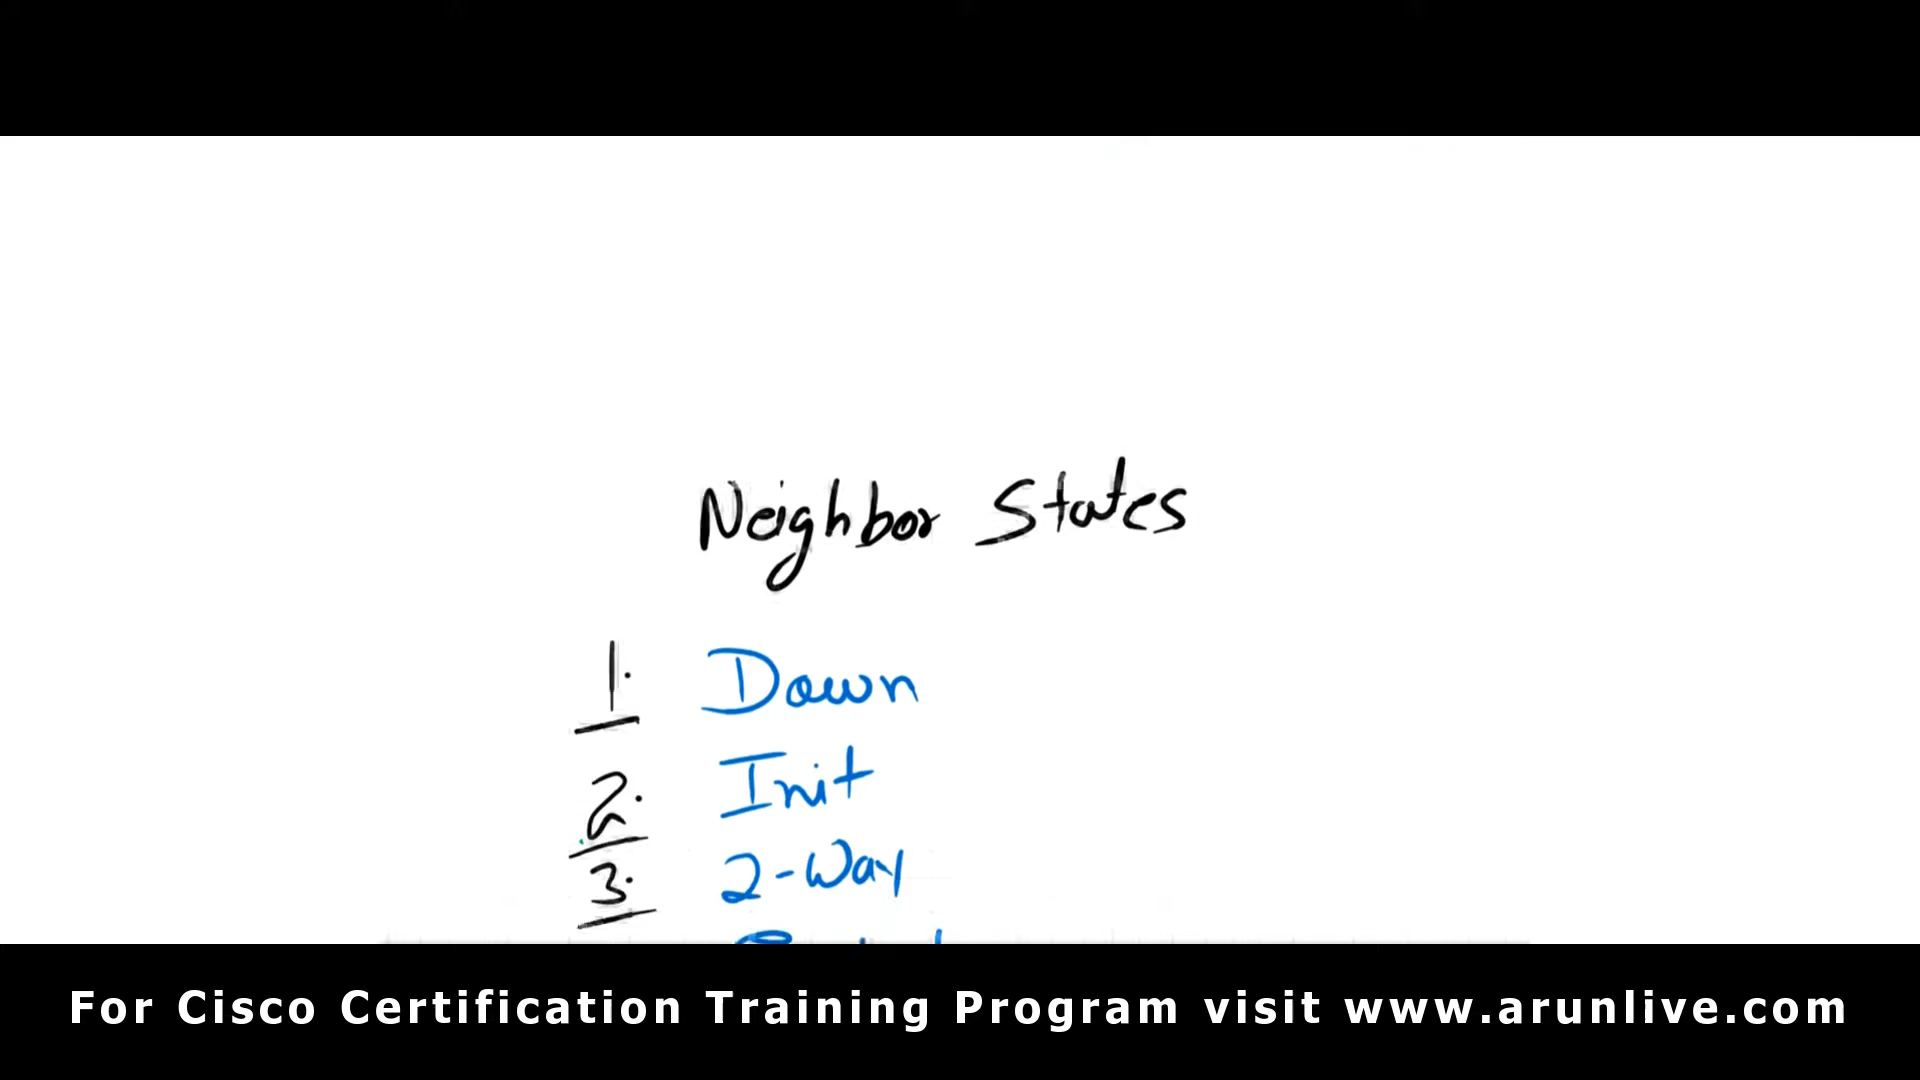 Neighbor States
1. Down
2. Init
3. 2-Way
For Cisco Certification Training Program visit www.arunlive.com